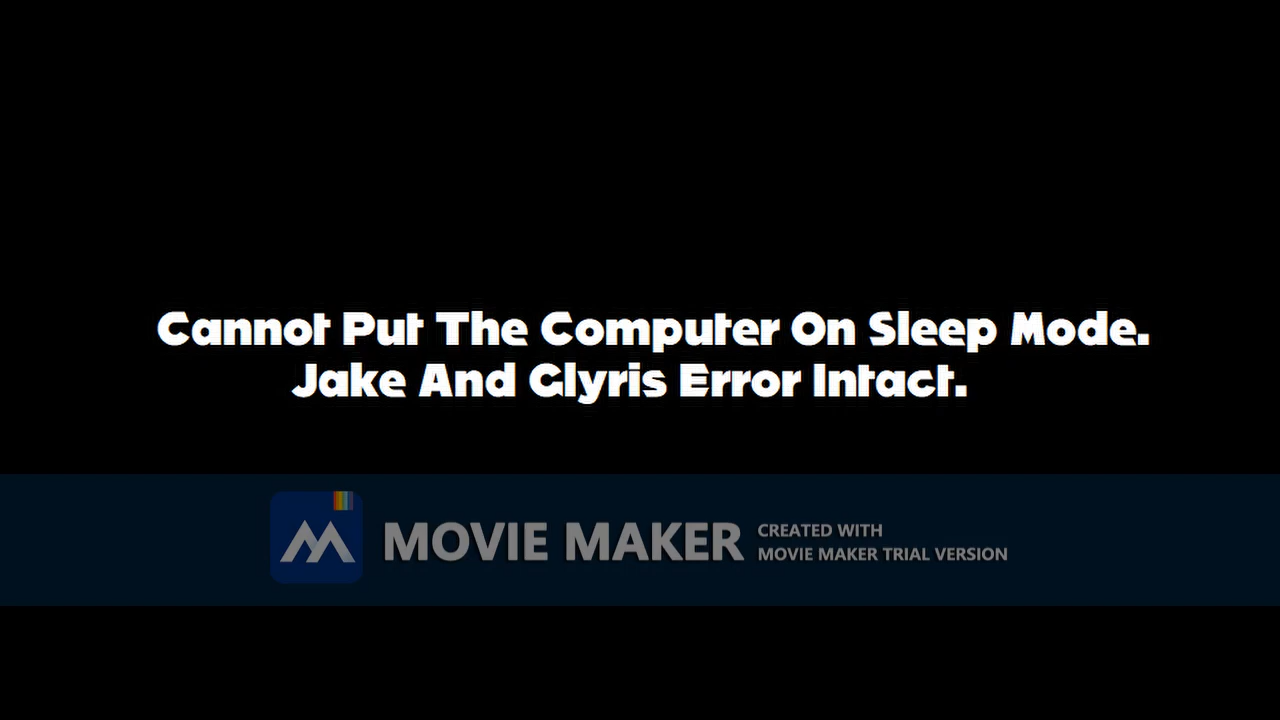 Cannot Put The Computer On Sleep Mode.
Jake And Glyris Error Intact.
MOVIE MAKER
CREATED WITH
MOVIE MAKER TRIAL VERSION